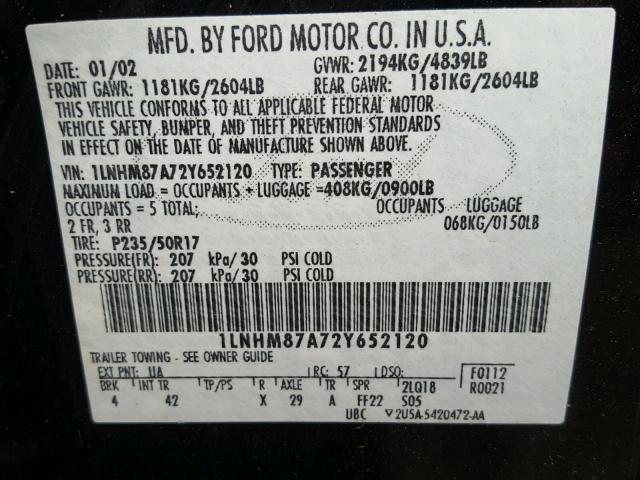 MFD. BY FORD MOTOR CO. IN U.S.A.
DATE: 01/02 GVWR: 2194KG/4839LB
FRONT GAWR: 1181KG/2604LB REAR GAWR: 1181KG/2604LB
THIS VEHICLE CONFORMS TO ALL APPLICABLE FEDERAL MOTOR
VEHICLE SAFETY, BUMPER, AND THEFT PREVENTION STANDARDS
IN EFFECT ON THE DATE OF MANUFACTURE SHOWN ABOVE.
VIN: 1LNHM87A72Y652120 TYPE: PASSENGER
MAXIMUM LOAD = OCCUPANTS + LUGGAGE =408KG/0900LB
OCCUPANTS = 5 TOTAL; OCCUPANTS LUGGAGE
2 FR, 3 RR 068KG/0150LB
TIRE: P235/50R17
PRESSURE(FR): 207 kPa/30 PSI COLD
PRESSURE(RR): 207 kPa/30 PSI COLD
1LNHM87A72Y652120
TRAILER TOWING - SEE OWNER GUIDE
EXT PNT: UA RC: 57 DSO: F0112
BRK INT TR TP/PS R AXLE TR SPR 2LQ18 R0021
4 42 X 29 A FF22 S05
UBC ▽2U5A-5420472-AA